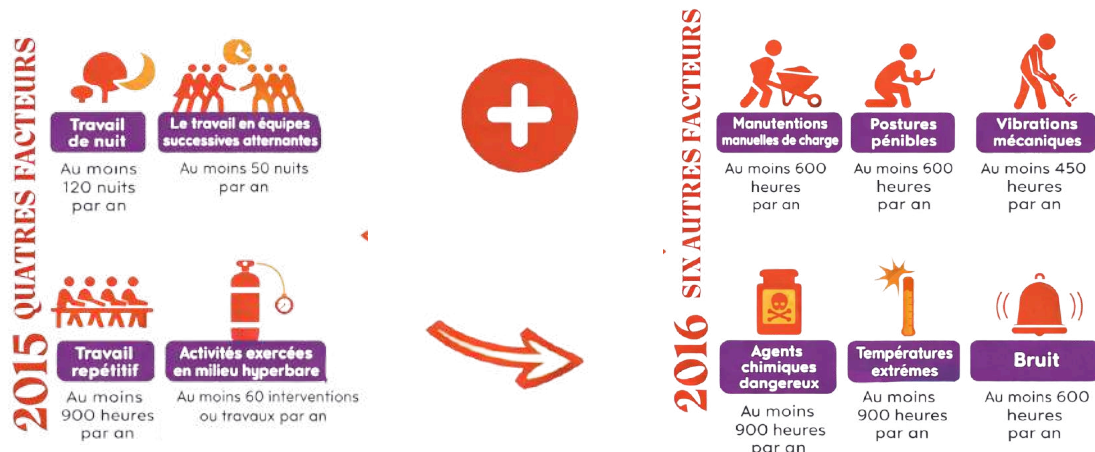 2015 QUATRES FACTEURS
Travail
de nuit
Au moins
120 nuits
par an
Le travail en équipes
successives alternantes
Au moins 50 nuits
par an
Travail
repétitif
Au moins
900 heures
par an
Activités exercées
en milieu hyperbare
Au moins 60 interventions
ou travaux par an
2016 SIX AUTRES FACTEURS
Manutentions
manuelles de charge
Au moins 600
heures
par an
Postures
pénibles
Au moins 600
heures
par an
Vibrations
mécaniques
Au moins 450
heures
par an
Agents
chimiques
dangereux
Au moins
900 heures
par an
Températures
extrémes
Au moins
900 heures
par an
Bruit
Au moins 600
heures
par an